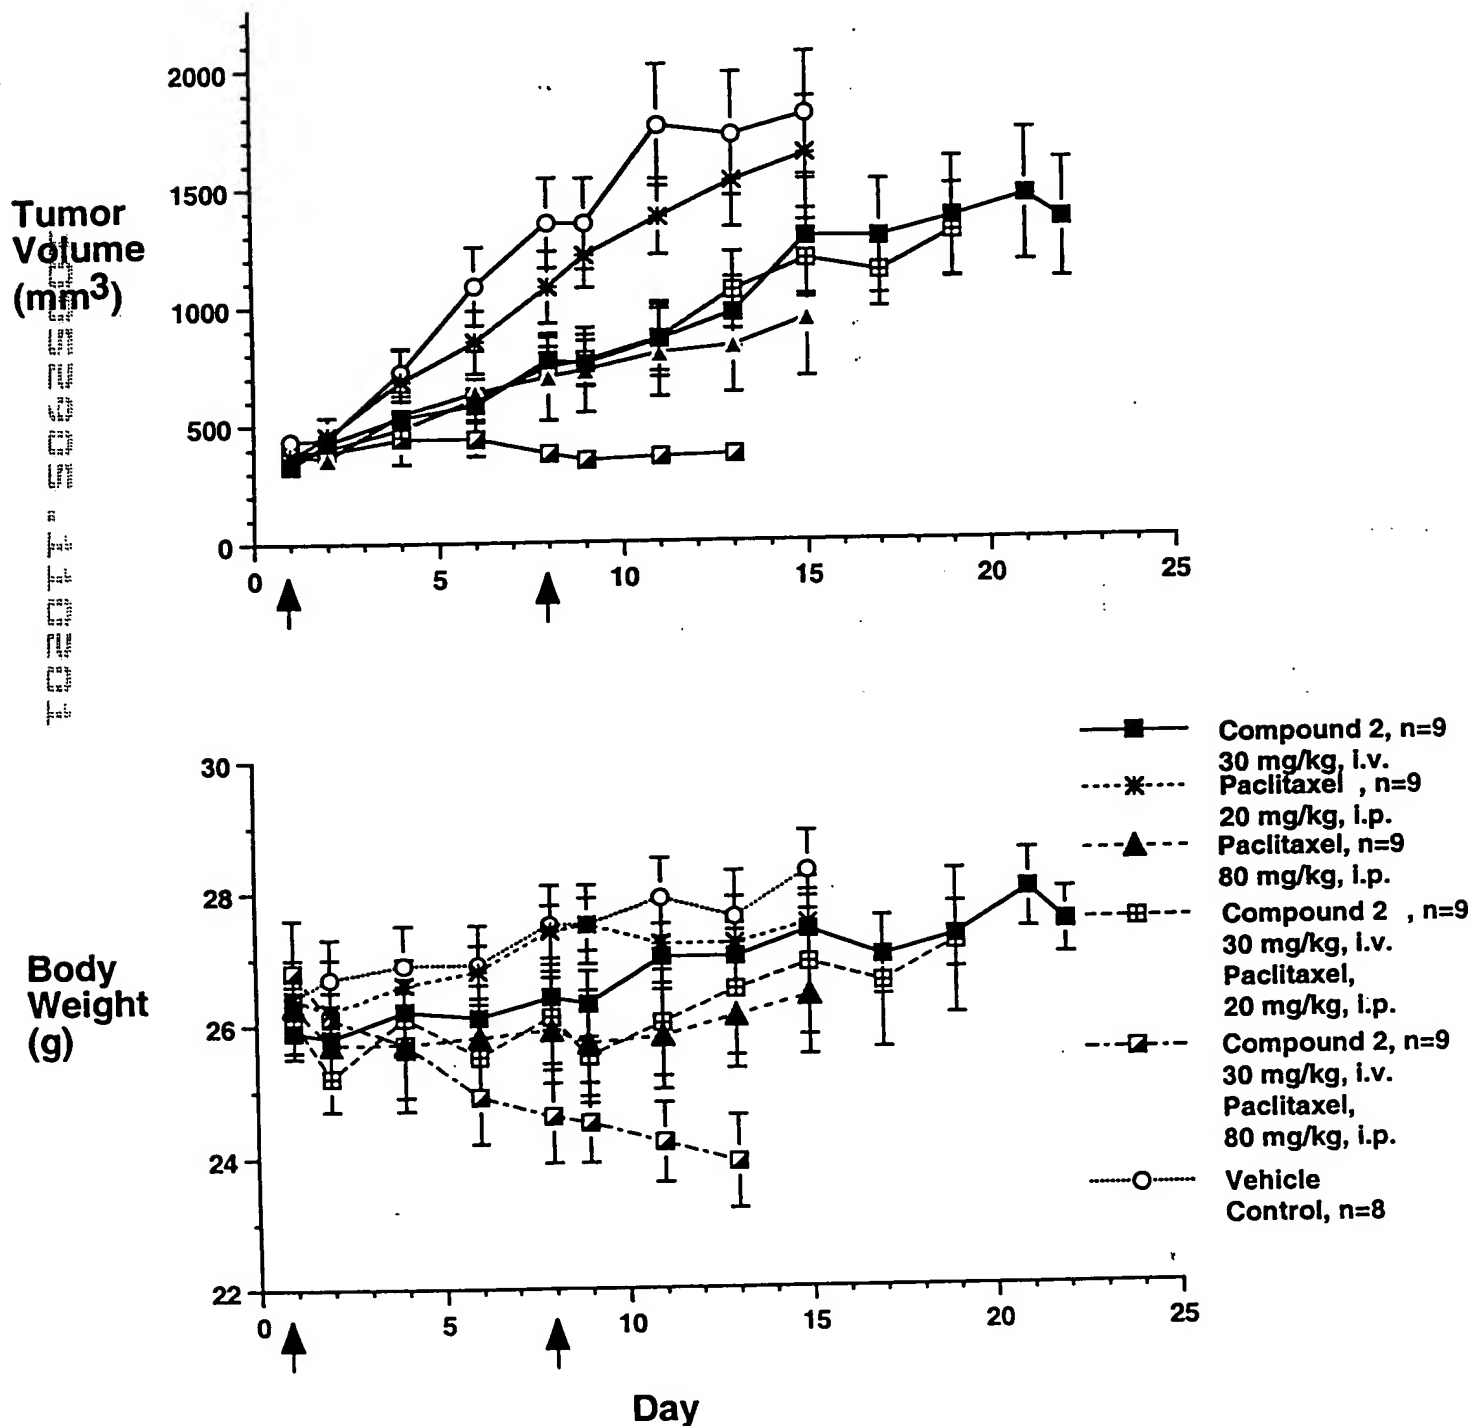 2000
1500
1000
500
0
Tumor
Volume
(mm3)
0 5 10 15 20 25
30
28
26
24
22
Body
Weight
(g)
0 5 10 15 20 25
Day
Compound 2, n=9
30 mg/kg, i.v.
Paclitaxel , n=9
20 mg/kg, i.p.
Paclitaxel, n=9
80 mg/kg, i.p.
Compound 2 , n=9
30 mg/kg, i.v.
Paclitaxel,
20 mg/kg, i.p.
Compound 2, n=9
30 mg/kg, i.v.
Paclitaxel,
80 mg/kg, i.p.
Vehicle
Control, n=8